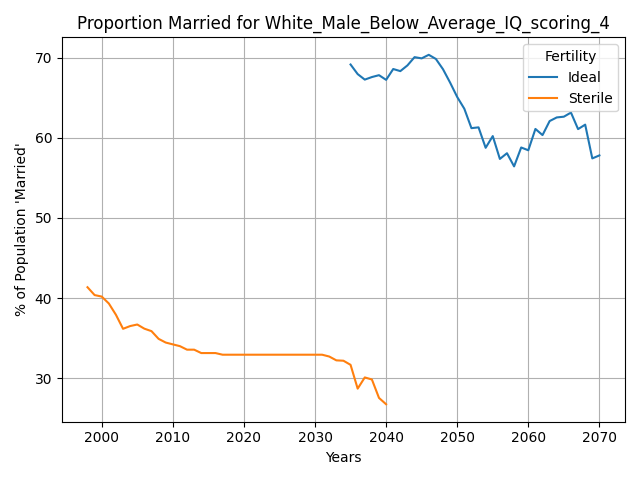 Proportion Married for White_Male_Below_Average_IQ_scoring_4
% of Population 'Married'
70
60
50
40
30
Fertility
Ideal
Sterile
2000 2010 2020 2030 2040 2050 2060 2070
Years